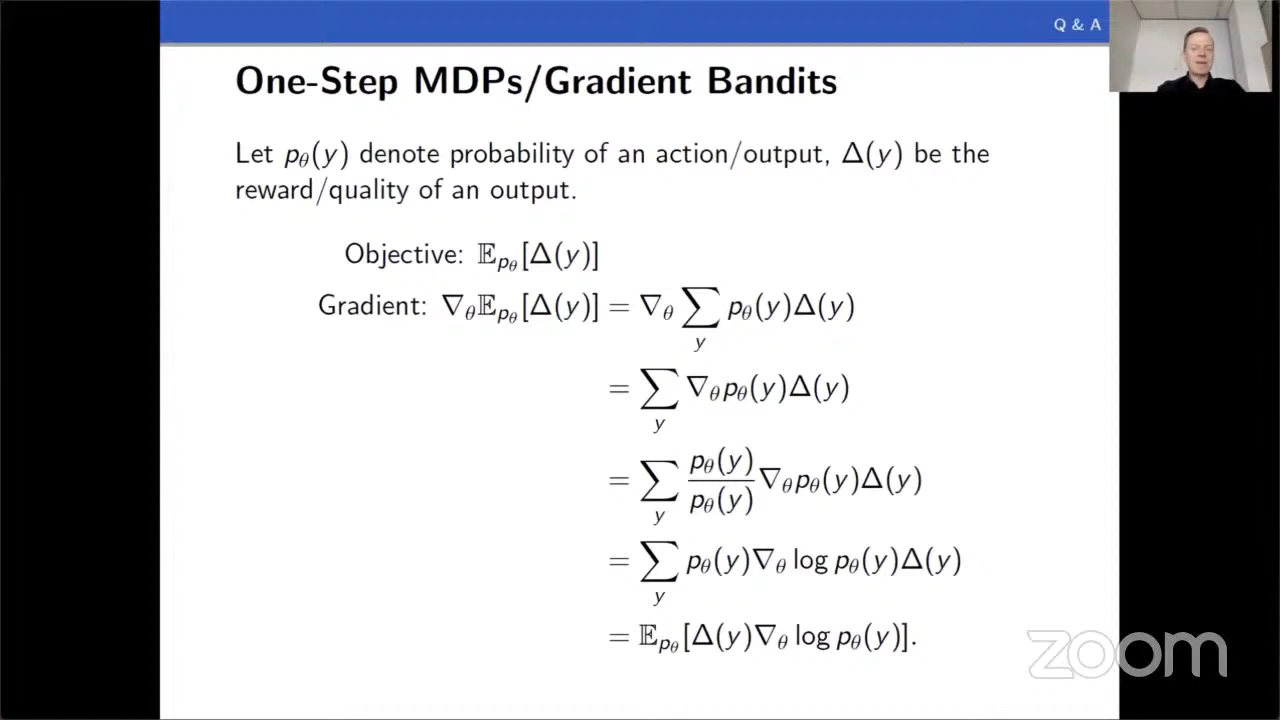 Q & A
One-Step MDPs/Gradient Bandits
Let p_θ(y) denote probability of an action/output, Δ(y) be the
reward/quality of an output.
Objective: 𝔼_{p_θ}[Δ(y)]
Gradient: ∇_θ𝔼_{p_θ}[Δ(y)] = ∇_θ ∑_y p_θ(y)Δ(y)
= ∑_y ∇_θ p_θ(y)Δ(y)
= ∑_y \frac{p_θ(y)}{p_θ(y)} ∇_θ p_θ(y)Δ(y)
= ∑_y p_θ(y)∇_θ log p_θ(y)Δ(y)
= 𝔼_{p_θ}[Δ(y)∇_θ log p_θ(y)].
zoom